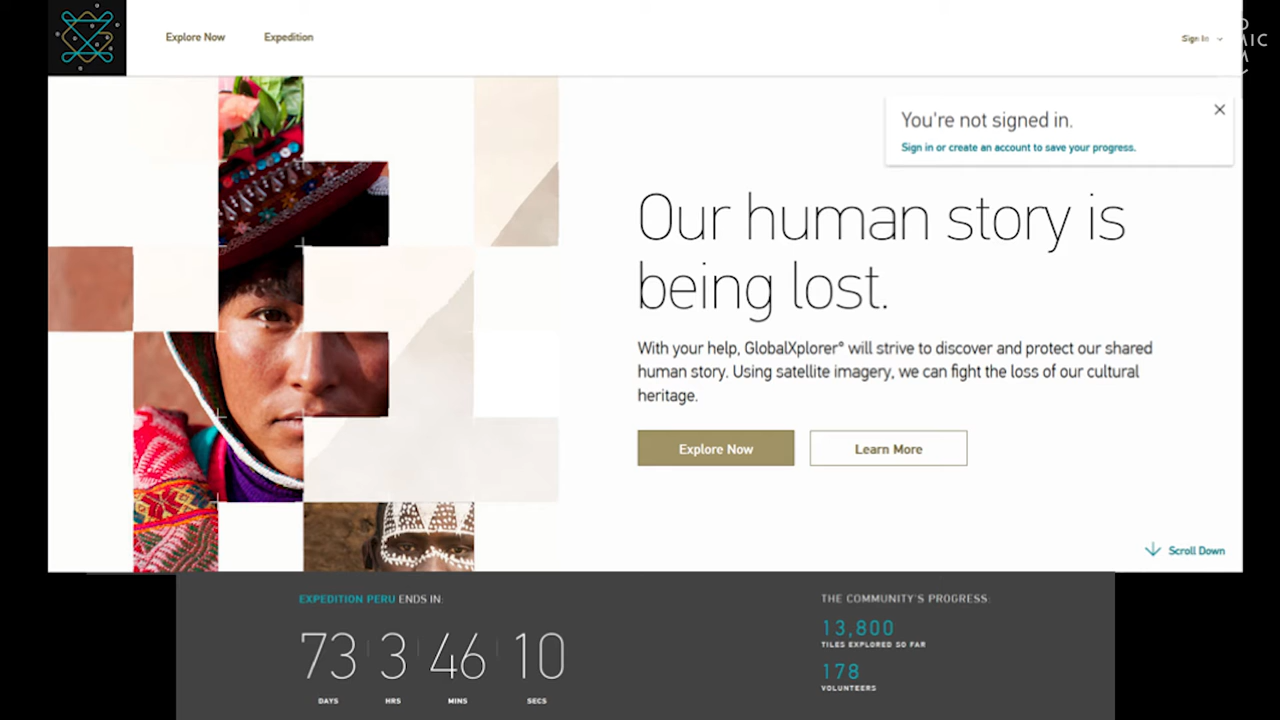 Explore Now
Expedition
Sign In
You're not signed in.
Sign in or create an account to save your progress.
Our human story is
being lost.
With your help, GlobalXplorer° will strive to discover and protect our shared
human story. Using satellite imagery, we can fight the loss of our cultural
heritage.
Explore Now
Learn More
Scroll Down
EXPEDITION PERU ENDS IN:
73 3 46 10
DAYS HRS MINS SECS
THE COMMUNITY'S PROGRESS:
13,800
TILES EXPLORED SO FAR
178
VOLUNTEERS